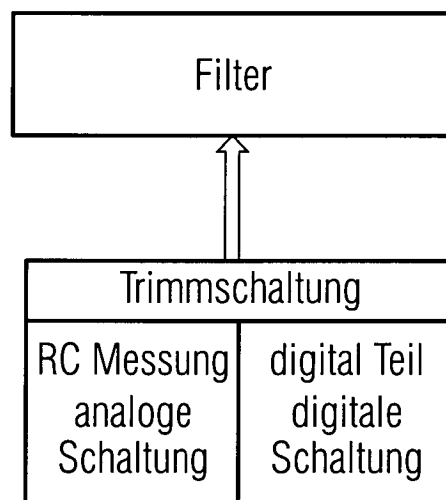 Filter
Trimmschaltung
RC Messung
analoge
Schaltung
digital Teil
digitale
Schaltung